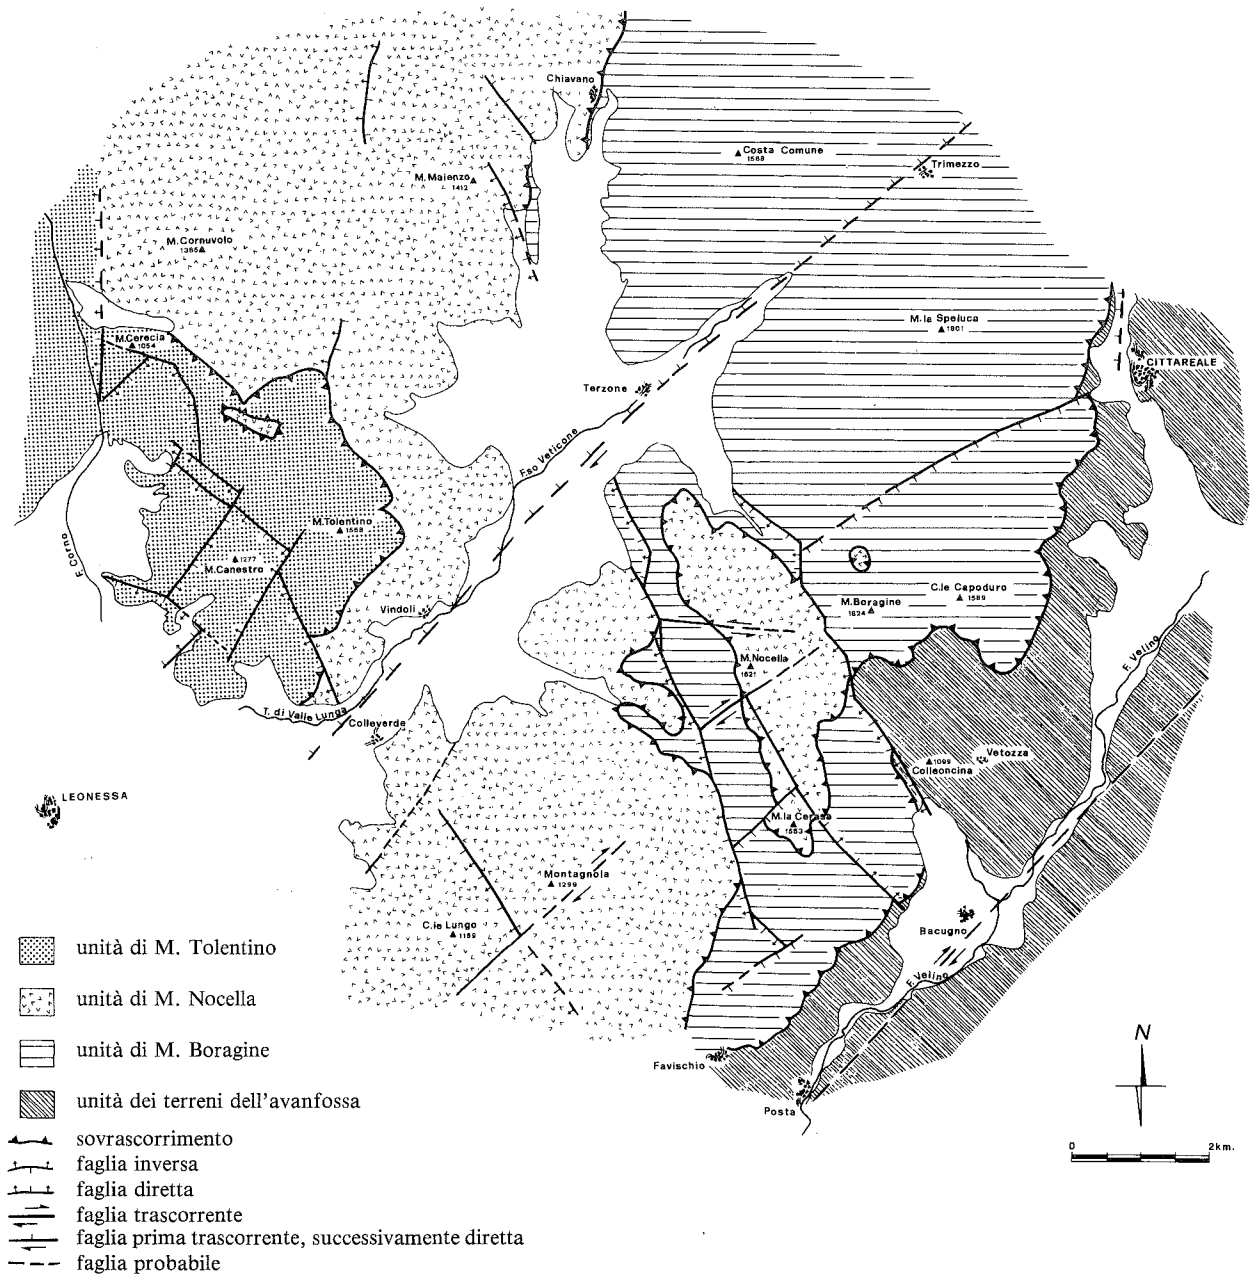 Chiavano
Costa Comune
1568
Trimezzo
M. Maienzo
1412
M. Cornuvolo
1365
M. la Speluca
1801
M. Cerecia
1054
CITTAREALE
Terzone
F.so Veticone
M. Tolentino
1568
F. Corno
1277
M. Canestro
C.le Capoduro
1589
M. Boragine
1824
Vindoli
F. Velino
M. Nocella
1621
T. di Valle Lunga
Colleverde
Vetozza
1099
Colleoncina
LEONESSA
M. la Cerasa
1553
Montagnola
1299
C.le Lungo
1159
Bacugno
F. Velino
unità di M. Tolentino
unità di M. Nocella
unità di M. Boragine
unità dei terreni dell'avanfossa
sovrascorrimento
faglia inversa
faglia diretta
faglia trascorrente
faglia prima trascorrente, successivamente diretta
faglia probabile
Favischio
Posta
N
0 2km.